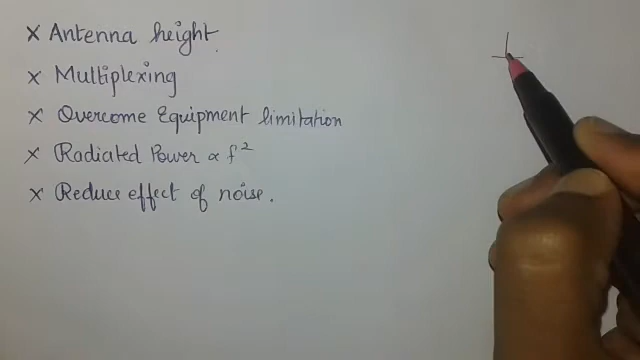 × Antenna height.
× Multiplexing
× Overcome Equipment limitation
× Radiated Power ∝ f²
× Reduce effect of noise.